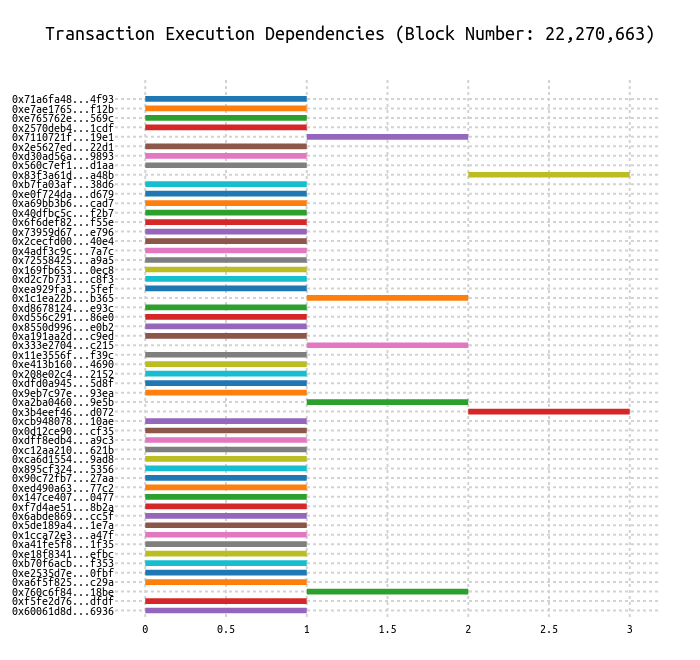 Transaction Execution Dependencies (Block Number: 22,270,663)
0x71a6fa48...4f93
0xe7ae1765...f12b
0xe765762e...569c
0x2570deb4...1cdf
0x7110721f...19e1
0x2e5627ed...22d1
0xd30ad56a...9893
0x560c7ef1...d1aa
0x83f3a61d...a48b
0xb7fa03af...38d6
0xe0f724da...d679
0xa69bb3b6...cad7
0x40dfbc5c...f2b7
0x6f6def82...f55e
0x73959d67...e796
0x2cecfd00...40e4
0x4adf3c9c...7a7c
0x72558425...a9a5
0x169fb653...0ec8
0xd2c7b731...c8f3
0xea929fa3...5fef
0x1c1ea22b...b365
0xd8678124...e93c
0xd556c291...86e0
0x8550d996...e0b2
0xa191aa2d...c9ed
0x333e2704...c215
0x11e3556f...f39c
0xe413b160...4690
0x208e02c4...2152
0xdfd0a945...5d8f
0x9eb7c97e...93ea
0xa2ba0460...9e5b
0x3b4eef46...d072
0xcb948078...10ae
0x0d12ce90...cf35
0xdff8edb4...a9c3
0xc12aa210...621b
0xca6d1554...9ad8
0x895cf324...5356
0x90c72fb7...27aa
0xed490a63...77c2
0x147ce407...0477
0xf7d4ae51...8b2a
0x6abde869...cc5f
0x5de189a4...1e7a
0x1cca72e3...a47f
0xa41fe5f8...1f35
0xe18f8341...efbc
0xb70f6acb...f353
0xe2535d7e...0fbf
0xa6f5f825...c29a
0x760c6f84...18be
0xf5fe2d76...dfdf
0x60061d8d...6936
0 0.5 1 1.5 2 2.5 3